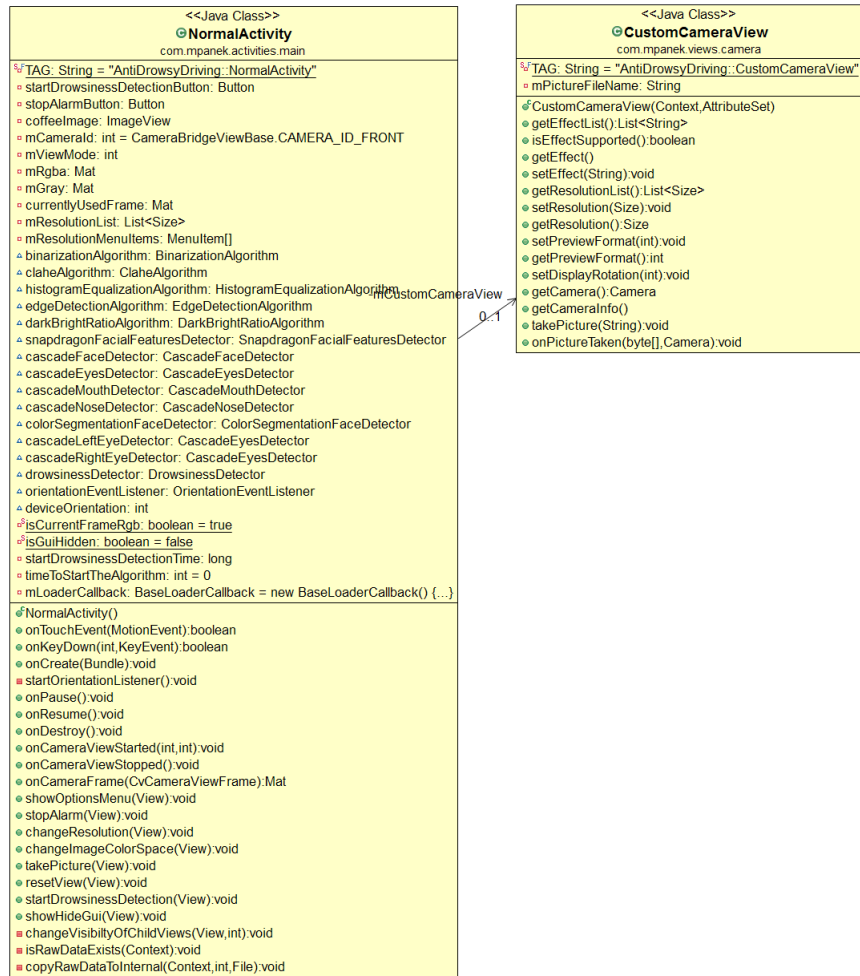 <<Java Class>>
NormalActivity
com.mpanek.activities.main
TAG: String = "AntiDrowsyDriving::NormalActivity"
startDrowsinessDetectionButton: Button
stopAlarmButton: Button
coffeeImage: ImageView
mCameraId: int = CameraBridgeViewBase.CAMERA_ID_FRONT
mViewMode: int
mRgba: Mat
mGray: Mat
currentlyUsedFrame: Mat
mResolutionList: List<Size>
mResolutionMenuItems: MenuItem[]
binarizationAlgorithm: BinarizationAlgorithm
claheAlgorithm: ClaheAlgorithm
histogramEqualizationAlgorithm: HistogramEqualizationAlgorithm
edgeDetectionAlgorithm: EdgeDetectionAlgorithm
darkBrightRatioAlgorithm: DarkBrightRatioAlgorithm
snapdragonFacialFeaturesDetector: SnapdragonFacialFeaturesDetector
cascadeFaceDetector: CascadeFaceDetector
cascadeEyesDetector: CascadeEyesDetector
cascadeMouthDetector: CascadeMouthDetector
cascadeNoseDetector: CascadeNoseDetector
colorSegmentationFaceDetector: ColorSegmentationFaceDetector
cascadeLeftEyeDetector: CascadeEyesDetector
cascadeRightEyeDetector: CascadeEyesDetector
drowsinessDetector: DrowsinessDetector
orientationEventListener: OrientationEventListener
deviceOrientation: int
isCurrentFrameRgb: boolean = true
isGuiHidden: boolean = false
startDrowsinessDetectionTime: long
timeToStartTheAlgorithm: int = 0
mLoaderCallback: BaseLoaderCallback = new BaseLoaderCallback() {...}
NormalActivity()
onTouchEvent(MotionEvent):boolean
onKeyDown(int,KeyEvent):boolean
onCreate(Bundle):void
startOrientationListener():void
onPause():void
onResume():void
onDestroy():void
onCameraViewStarted(int,int):void
onCameraViewStopped():void
onCameraFrame(CvCameraViewFrame):Mat
showOptionsMenu(View):void
stopAlarm(View):void
changeResolution(View):void
changeImageColorSpace(View):void
takePicture(View):void
resetView(View):void
startDrowsinessDetection(View):void
showHideGui(View):void
changeVisibiltyOfChildViews(View,int):void
isRawDataExists(Context):void
copyRawDataToInternal(Context,int,File):void
-mCustomCameraView
0..1
<<Java Class>>
CustomCameraView
com.mpanek.views.camera
TAG: String = "AntiDrowsyDriving::CustomCameraView"
mPictureFileName: String
CustomCameraView(Context,AttributeSet)
getEffectList():List<String>
isEffectSupported():boolean
getEffect()
setEffect(String):void
getResolutionList():List<Size>
setResolution(Size):void
getResolution():Size
setPreviewFormat(int):void
getPreviewFormat():int
setDisplayRotation(int):void
getCamera():Camera
getCameraInfo()
takePicture(String):void
onPictureTaken(byte[],Camera):void